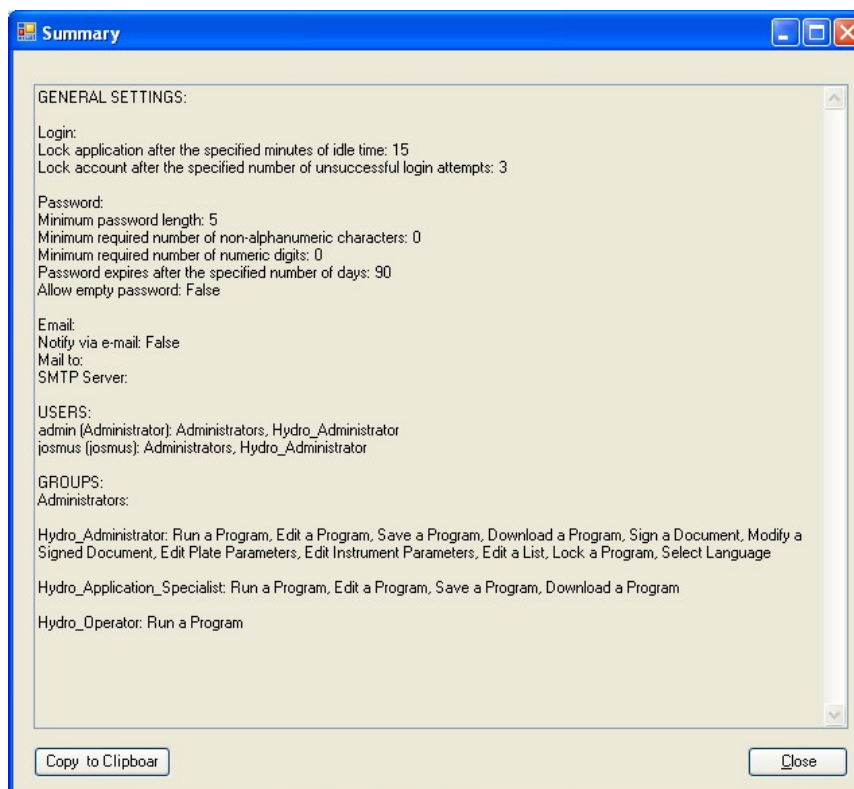 Summary
GENERAL SETTINGS:
Login:
Lock application after the specified minutes of idle time: 15
Lock account after the specified number of unsuccessful login attempts: 3
Password:
Minimum password length: 5
Minimum required number of non-alphanumeric characters: 0
Minimum required number of numeric digits: 0
Password expires after the specified number of days: 90
Allow empty password: False
Email:
Notify via e-mail: False
Mail to:
SMTP Server:
USERS:
admin (Administrator): Administrators, Hydro_Administrator
josmus (josmus): Administrators, Hydro_Administrator
GROUPS:
Administrators:
Hydro_Administrator: Run a Program, Edit a Program, Save a Program, Download a Program, Sign a Document, Modify a
Signed Document, Edit Plate Parameters, Edit Instrument Parameters, Edit a List, Lock a Program, Select Language
Hydro_Application_Specialist: Run a Program, Edit a Program, Save a Program, Download a Program
Hydro_Operator: Run a Program
Copy to Clipboar
Close